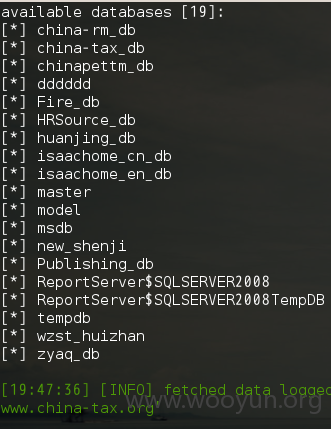 available databases [19]:
[*] china-rm_db
[*] china-tax_db
[*] chinapettm_db
[*] dddddd
[*] Fire_db
[*] HRSource_db
[*] huanjing_db
[*] isaachome_cn_db
[*] isaachome_en_db
[*] master
[*] model
[*] msdb
[*] new_shenji
[*] Publishing_db
[*] ReportServer$SQLSERVER2008
[*] ReportServer$SQLSERVER2008TempDB
[*] tempdb
[*] wzst_huizhan
[*] zyaq_db
[19:47:36] [INFO] fetched data logged
www.china-tax.org
www.wooyun.org